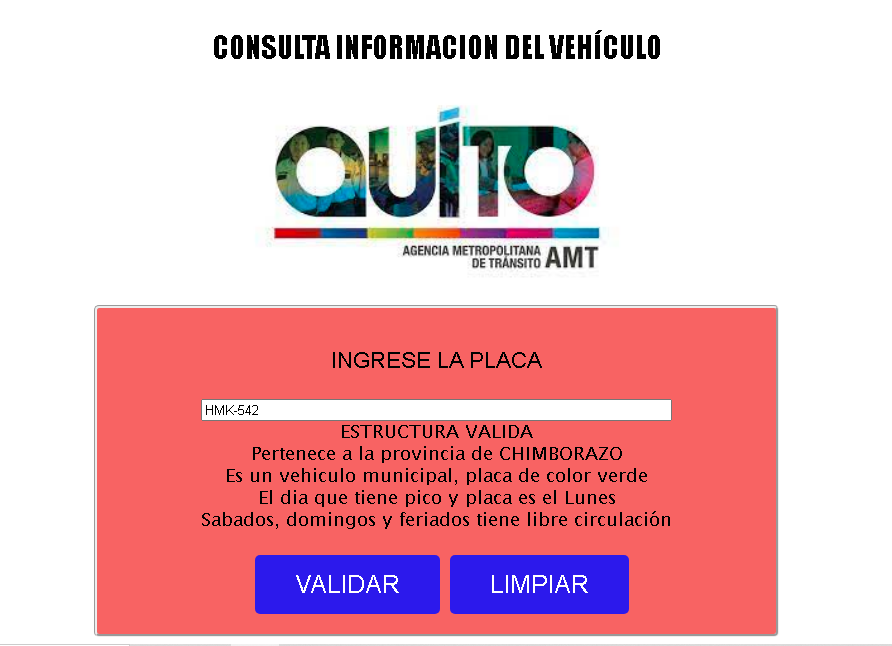 CONSULTA INFORMACION DEL VEHÍCULO
QUITO
AGENCIA METROPOLITANA
DE TRÁNSITO AMT
INGRESE LA PLACA
HMK-542
ESTRUCTURA VALIDA
Pertenece a la provincia de CHIMBORAZO
Es un vehiculo municipal, placa de color verde
El dia que tiene pico y placa es el Lunes
Sabados, domingos y feriados tiene libre circulación
VALIDAR LIMPIAR